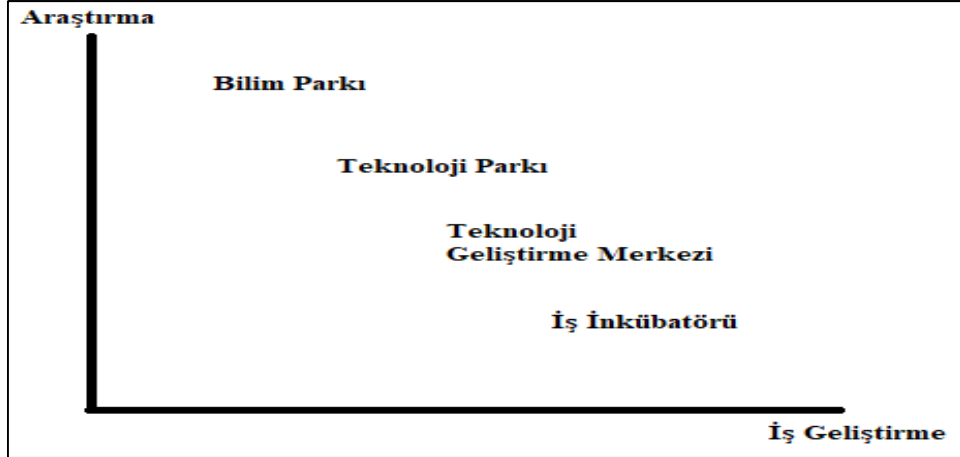 Araştırma
Bilim Parkı
Teknoloji Parkı
Teknoloji
Geliştirme Merkezi
İş İnkübatörü
İş Geliştirme